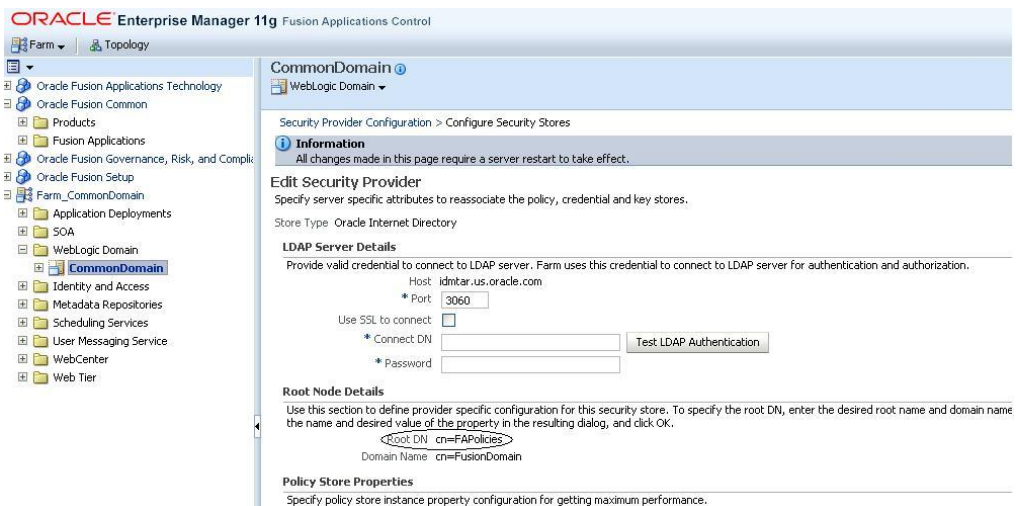 ORACLE Enterprise Manager 11g Fusion Applications Control
Farm Topology
Oracle Fusion Applications Technology
Oracle Fusion Common
Products
Fusion Applications
Oracle Fusion Governance, Risk, and Complia
Oracle Fusion Setup
Farm_CommonDomain
Application Deployments
SOA
WebLogic Domain
CommonDomain
Identity and Access
Metadata Repositories
Scheduling Services
User Messaging Service
WebCenter
Web Tier
CommonDomain
WebLogic Domain
Security Provider Configuration > Configure Security Stores
Information
All changes made in this page require a server restart to take effect.
Edit Security Provider
Specify server specific attributes to reassociate the policy, credential and key stores.
Store Type Oracle Internet Directory
LDAP Server Details
Provide valid credential to connect to LDAP server. Farm uses this credential to connect to LDAP server for authentication and authorization.
Host idmtar.us.oracle.com
* Port 3060
Use SSL to connect
* Connect DN Test LDAP Authentication
* Password
Root Node Details
Use this section to define provider specific configuration for this security store. To specify the root DN, enter the desired root name and domain name
the name and desired value of the property in the resulting dialog, and click OK.
Root DN cn=FAPolicies
Domain Name cn=FusionDomain
Policy Store Properties
Specify policy store instance property configuration for getting maximum performance.